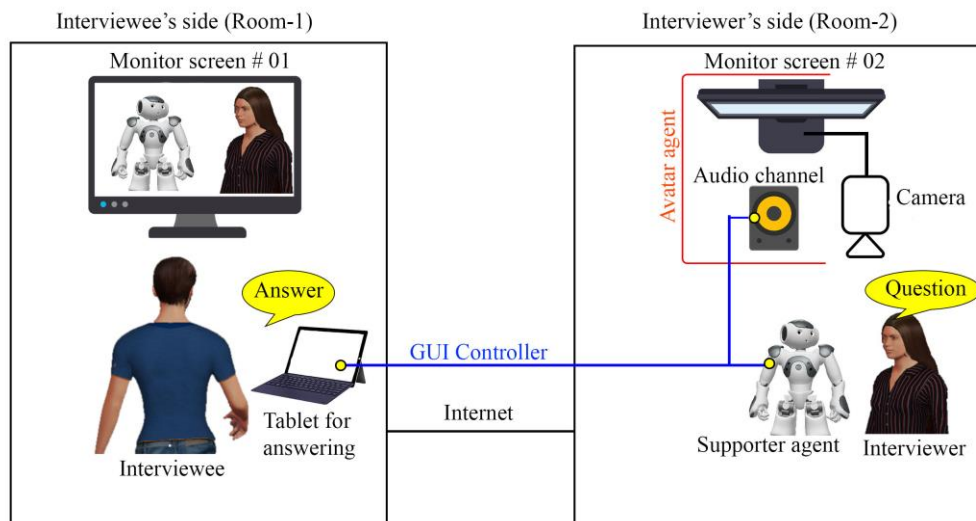 Interviewee's side (Room-1)
Interviewer's side (Room-2)
Monitor screen # 01
Monitor screen # 02
Avatar agent
Audio channel
Camera
Answer
Question
GUI Controller
Internet
Tablet for
answering
Interviewee
Supporter agent
Interviewer